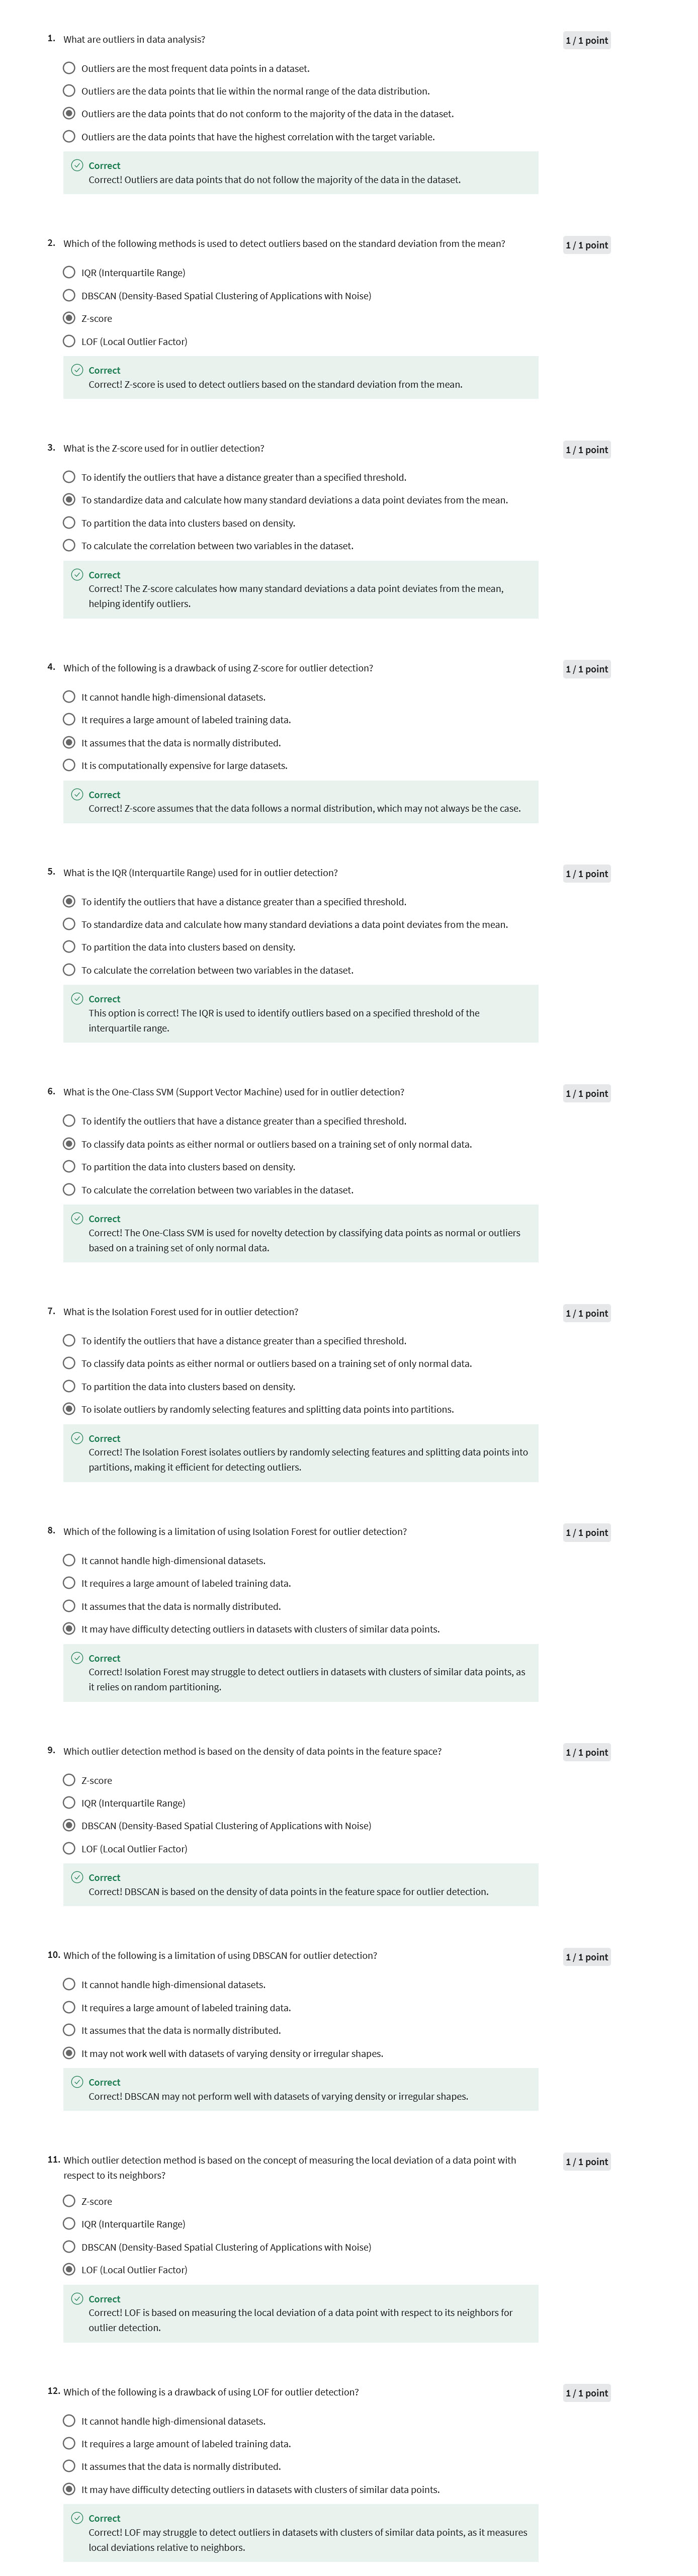 1. What are outliers in data analysis?
1 / 1 point
Outliers are the most frequent data points in a dataset.
Outliers are the data points that lie within the normal range of the data distribution.
Outliers are the data points that do not conform to the majority of the data in the dataset.
Outliers are the data points that have the highest correlation with the target variable.
Correct
Correct! Outliers are data points that do not follow the majority of the data in the dataset.
2. Which of the following methods is used to detect outliers based on the standard deviation from the mean?
1 / 1 point
IQR (Interquartile Range)
DBSCAN (Density-Based Spatial Clustering of Applications with Noise)
Z-score
LOF (Local Outlier Factor)
Correct
Correct! Z-score is used to detect outliers based on the standard deviation from the mean.
3. What is the Z-score used for in outlier detection?
1 / 1 point
To identify the outliers that have a distance greater than a specified threshold.
To standardize data and calculate how many standard deviations a data point deviates from the mean.
To partition the data into clusters based on density.
To calculate the correlation between two variables in the dataset.
Correct
Correct! The Z-score calculates how many standard deviations a data point deviates from the mean,
helping identify outliers.
4. Which of the following is a drawback of using Z-score for outlier detection?
1 / 1 point
It cannot handle high-dimensional datasets.
It requires a large amount of labeled training data.
It assumes that the data is normally distributed.
It is computationally expensive for large datasets.
Correct
Correct! Z-score assumes that the data follows a normal distribution, which may not always be the case.
5. What is the IQR (Interquartile Range) used for in outlier detection?
1 / 1 point
To identify the outliers that have a distance greater than a specified threshold.
To standardize data and calculate how many standard deviations a data point deviates from the mean.
To partition the data into clusters based on density.
To calculate the correlation between two variables in the dataset.
Correct
This option is correct! The IQR is used to identify outliers based on a specified threshold of the
interquartile range.
6. What is the One-Class SVM (Support Vector Machine) used for in outlier detection?
1 / 1 point
To identify the outliers that have a distance greater than a specified threshold.
To classify data points as either normal or outliers based on a training set of only normal data.
To partition the data into clusters based on density.
To calculate the correlation between two variables in the dataset.
Correct
Correct! The One-Class SVM is used for novelty detection by classifying data points as normal or outliers
based on a training set of only normal data.
7. What is the Isolation Forest used for in outlier detection?
1 / 1 point
To identify the outliers that have a distance greater than a specified threshold.
To classify data points as either normal or outliers based on a training set of only normal data.
To partition the data into clusters based on density.
To isolate outliers by randomly selecting features and splitting data points into partitions.
Correct
Correct! The Isolation Forest isolates outliers by randomly selecting features and splitting data points into
partitions, making it efficient for detecting outliers.
8. Which of the following is a limitation of using Isolation Forest for outlier detection?
1 / 1 point
It cannot handle high-dimensional datasets.
It requires a large amount of labeled training data.
It assumes that the data is normally distributed.
It may have difficulty detecting outliers in datasets with clusters of similar data points.
Correct
Correct! Isolation Forest may struggle to detect outliers in datasets with clusters of similar data points, as
it relies on random partitioning.
9. Which outlier detection method is based on the density of data points in the feature space?
1 / 1 point
Z-score
IQR (Interquartile Range)
DBSCAN (Density-Based Spatial Clustering of Applications with Noise)
LOF (Local Outlier Factor)
Correct
Correct! DBSCAN is based on the density of data points in the feature space for outlier detection.
10. Which of the following is a limitation of using DBSCAN for outlier detection?
1 / 1 point
It cannot handle high-dimensional datasets.
It requires a large amount of labeled training data.
It assumes that the data is normally distributed.
It may not work well with datasets of varying density or irregular shapes.
Correct
Correct! DBSCAN may not perform well with datasets of varying density or irregular shapes.
11. Which outlier detection method is based on the concept of measuring the local deviation of a data point with
respect to its neighbors?
1 / 1 point
Z-score
IQR (Interquartile Range)
DBSCAN (Density-Based Spatial Clustering of Applications with Noise)
LOF (Local Outlier Factor)
Correct
Correct! LOF is based on measuring the local deviation of a data point with respect to its neighbors for
outlier detection.
12. Which of the following is a drawback of using LOF for outlier detection?
1 / 1 point
It cannot handle high-dimensional datasets.
It requires a large amount of labeled training data.
It assumes that the data is normally distributed.
It may have difficulty detecting outliers in datasets with clusters of similar data points.
Correct
Correct! LOF may struggle to detect outliers in datasets with clusters of similar data points, as it measures
local deviations relative to neighbors.